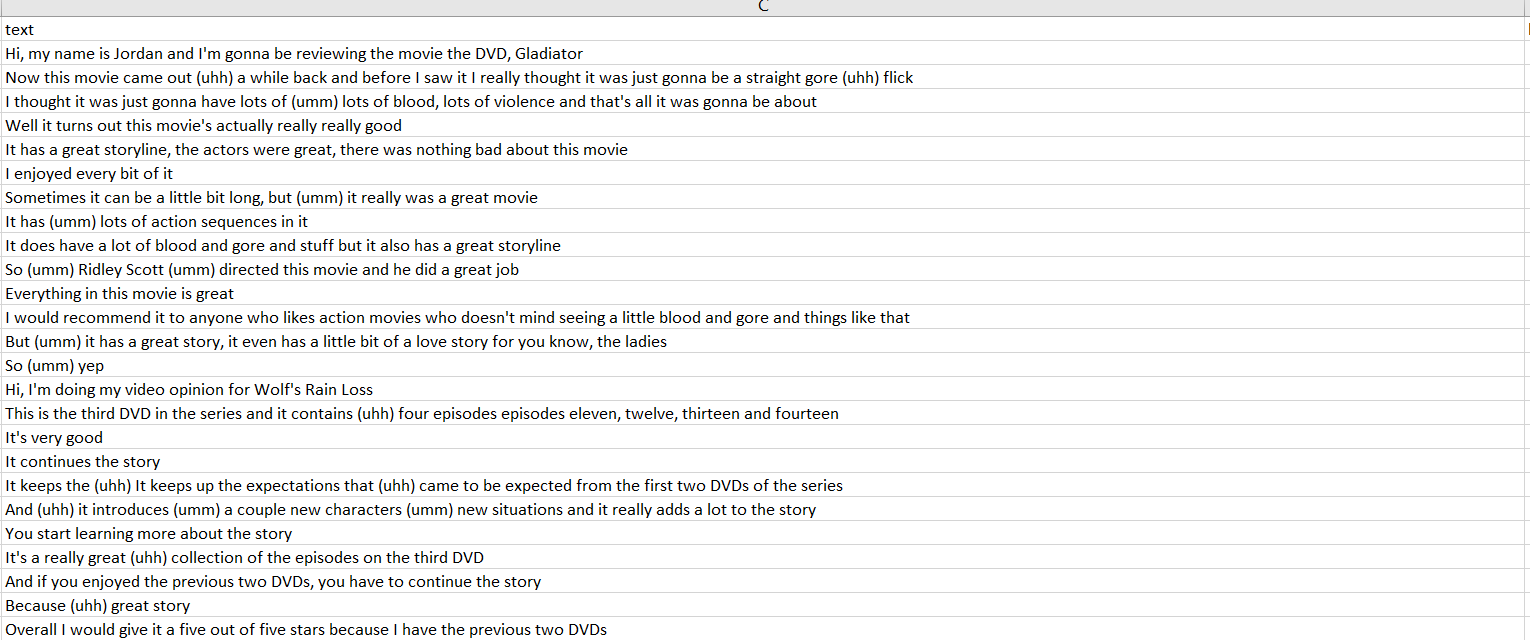 C
text
Hi, my name is Jordan and I'm gonna be reviewing the movie the DVD, Gladiator
Now this movie came out (uhh) a while back and before I saw it I really thought it was just gonna be a straight gore (uhh) flick
I thought it was just gonna have lots of (umm) lots of blood, lots of violence and that's all it was gonna be about
Well it turns out this movie's actually really really good
It has a great storyline, the actors were great, there was nothing bad about this movie
I enjoyed every bit of it
Sometimes it can be a little bit long, but (umm) it really was a great movie
It has (umm) lots of action sequences in it
It does have a lot of blood and gore and stuff but it also has a great storyline
So (umm) Ridley Scott (umm) directed this movie and he did a great job
Everything in this movie is great
I would recommend it to anyone who likes action movies who doesn't mind seeing a little blood and gore and things like that
But (umm) it has a great story, it even has a little bit of a love story for you know, the ladies
So (umm) yep
Hi, I'm doing my video opinion for Wolf's Rain Loss
This is the third DVD in the series and it contains (uhh) four episodes episodes eleven, twelve, thirteen and fourteen
It's very good
It continues the story
It keeps the (uhh) It keeps up the expectations that (uhh) came to be expected from the first two DVDs of the series
And (uhh) it introduces (umm) a couple new characters (umm) new situations and it really adds a lot to the story
You start learning more about the story
It's a really great (uhh) collection of the episodes on the third DVD
And if you enjoyed the previous two DVDs, you have to continue the story
Because (uhh) great story
Overall I would give it a five out of five stars because I have the previous two DVDs